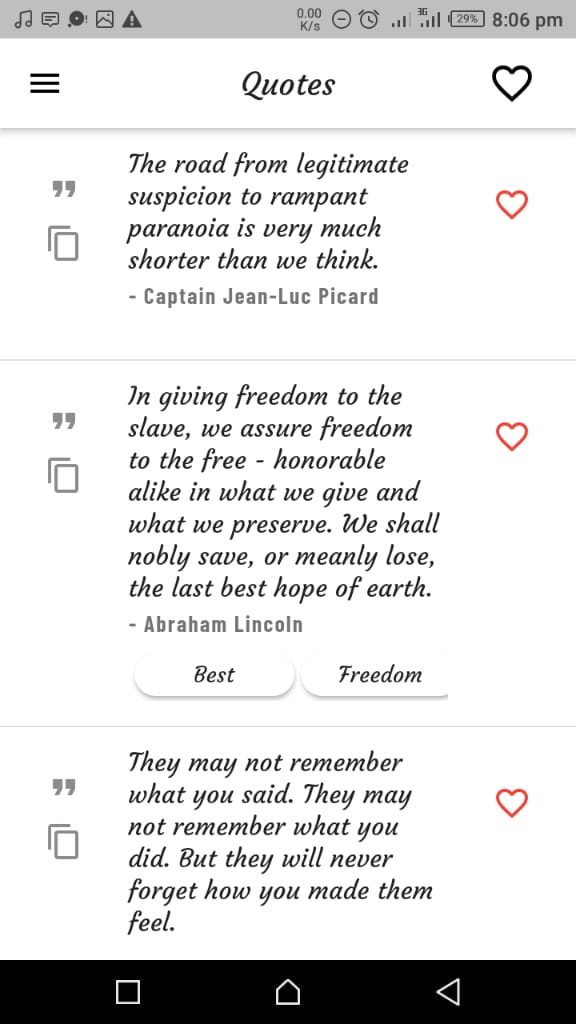 0.00
K/s
3G
29%
8:06 pm
Quotes
The road from legitimate
suspicion to rampant
paranoia is very much
shorter than we think.
- Captain Jean-Luc Picard
In giving freedom to the
slave, we assure freedom
to the free - honorable
alike in what we give and
what we preserve. We shall
nobly save, or meanly lose,
the last best hope of earth.
- Abraham Lincoln
Best Freedom
They may not remember
what you said. They may
not remember what you
did. But they will never
forget how you made them
feel.